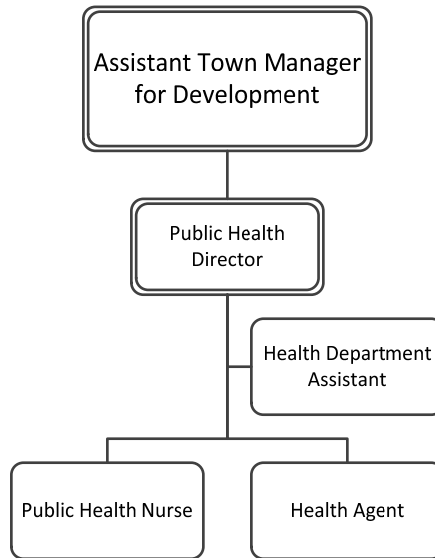 Assistant Town Manager
for Development
Public Health
Director
Health Department
Assistant
Public Health Nurse
Health Agent